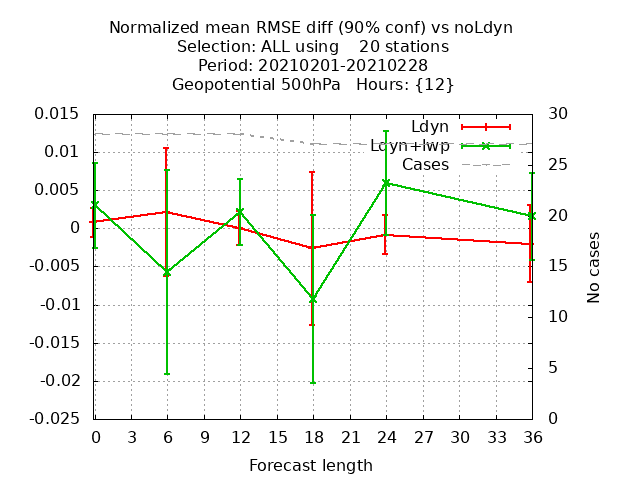 Normalized mean RMSE diff (90% conf) vs noLdyn
Selection: ALL using    20 stations
Period: 20210201-20210228
Geopotential 500hPa   Hours: {12}
0.015
0.01
0.005
0
-0.005
-0.01
-0.015
-0.02
-0.025
30
25
20
15
10
5
0
Ldyn
Ldyn+lwp
Cases
No cases
0 3 6 9 12 15 18 21 24 27 30 33 36
Forecast length